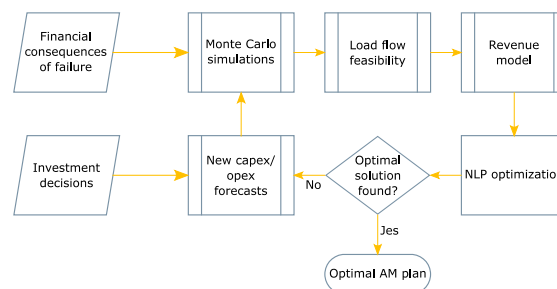 Financial
consequences
of failure
Monte Carlo
simulations
Load flow
feasibility
Revenue
model
Investment
decisions
New capex/
opex
forecasts
No
Optimal
solution
found?
NLP optimizatio
Jes
Optimal AM plan